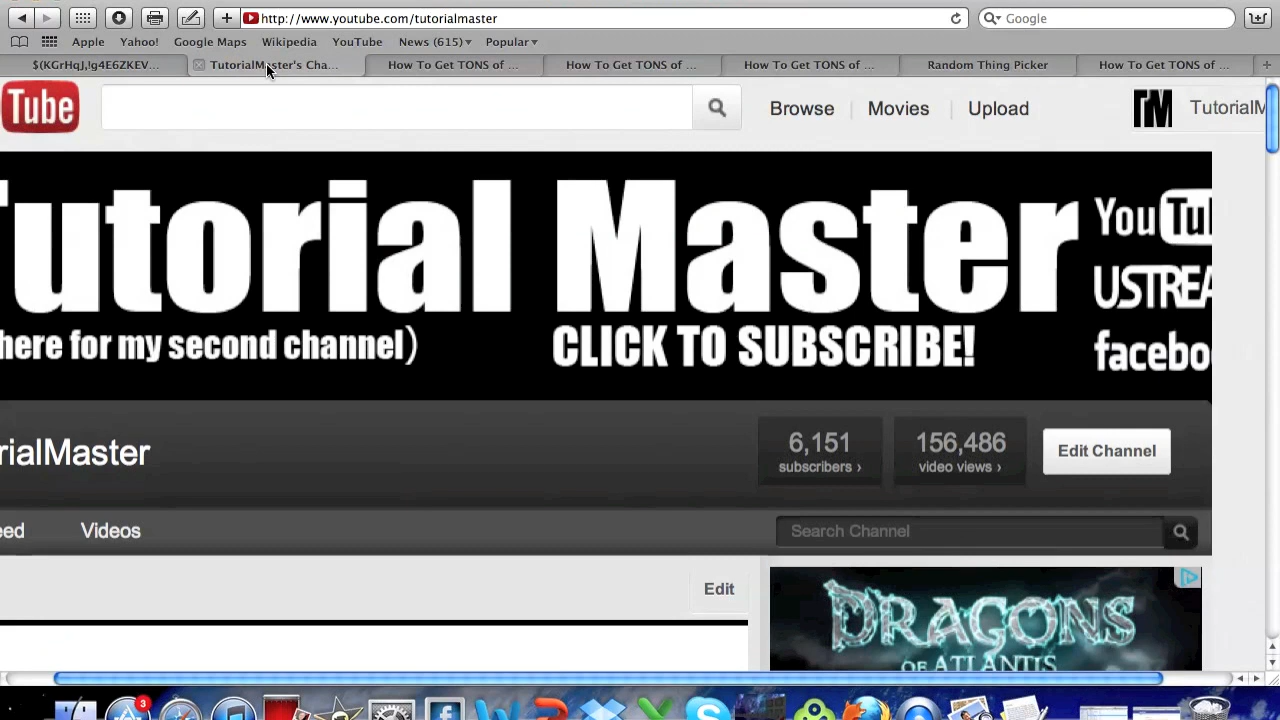 http://www.youtube.com/tutorialmaster
Google
Apple
Yahoo!
Google Maps
Wikipedia
YouTube
News (615)
Popular
$(KGrHqJ,!g4E6ZKEV...
TutorialMaster's Cha...
How To Get TONS of ...
How To Get TONS of ...
How To Get TONS of ...
Random Thing Picker
How To Get TONS of ...
Tube
Browse
Movies
Upload
TM
TutorialM
Tutorial Master
You Tu
USTREA
facebo
here for my second channel)
CLICK TO SUBSCRIBE!
rialMaster
6,151
subscribers ›
156,486
video views ›
Edit Channel
eed
Videos
Search Channel
Edit
DRAGONS
OF ATLANTIS
3